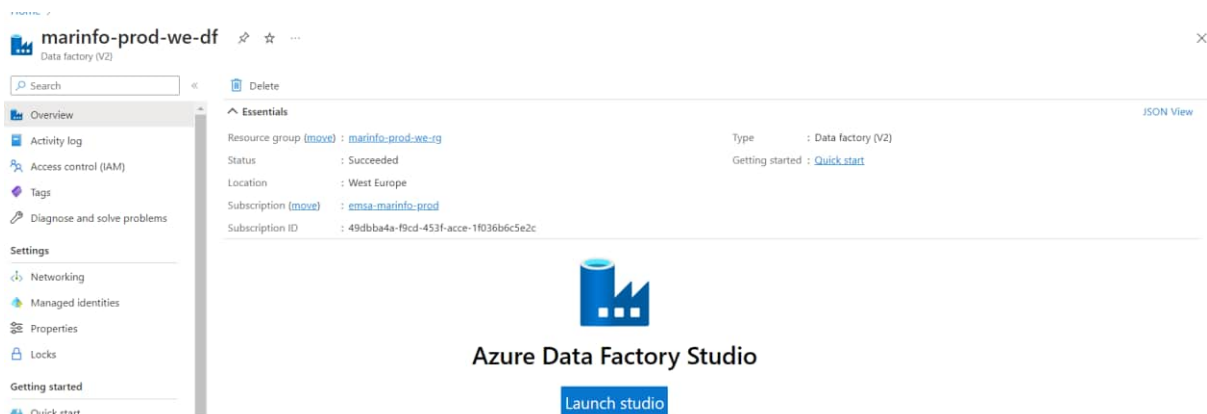 Home >
marinfo-prod-we-df
Data factory (V2)
Search
Delete
Overview
Activity log
Access control (IAM)
Tags
Diagnose and solve problems
Settings
Networking
Managed identities
Properties
Locks
Getting started
Quick start
Essentials
JSON View
Resource group (move) : marinfo-prod-we-rg
Status : Succeeded
Location : West Europe
Subscription (move) : emsa-marinfo-prod
Subscription ID : 49dbba4a-f9cd-453f-acce-1f036b6c5e2c
Type : Data factory (V2)
Getting started : Quick start
Azure Data Factory Studio
Launch studio